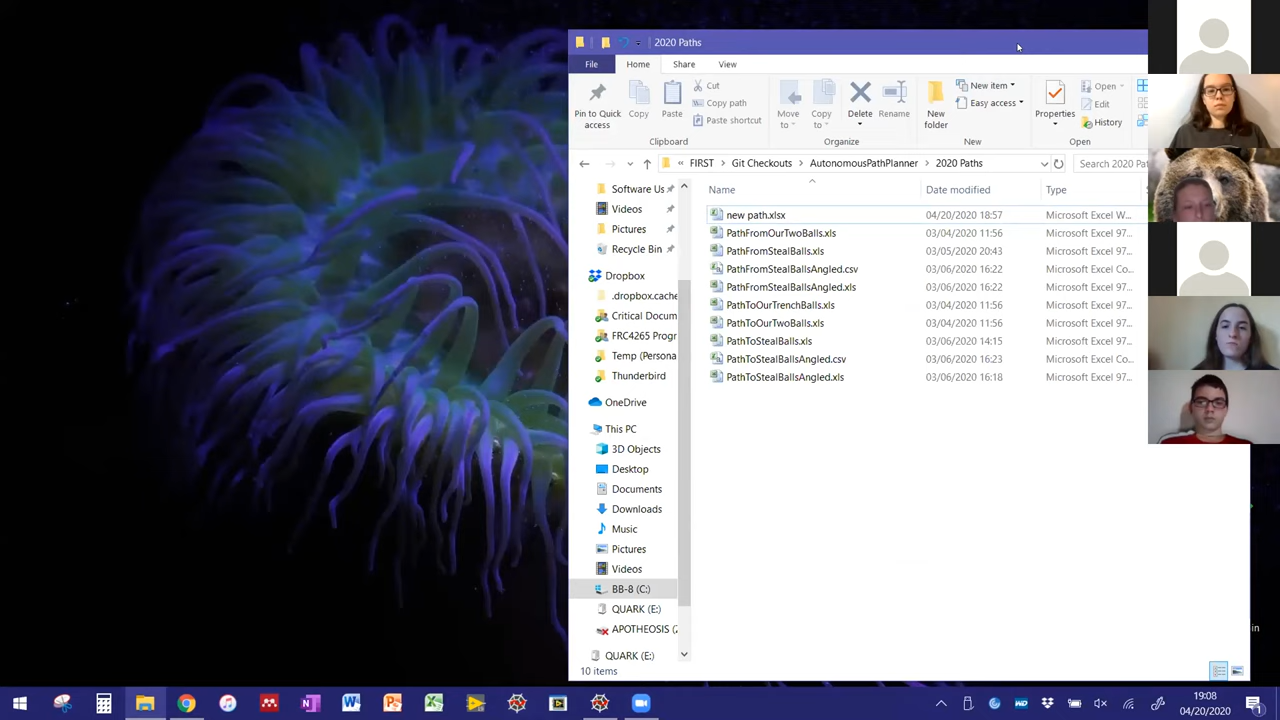 2020 Paths
File Home Share View
Pin to Quick access
Copy
Paste
Cut
Copy path
Paste shortcut
Clipboard
Move to
Copy to
Delete
Rename
Organize
New folder
New item
Easy access
New
Properties
Open
Edit
History
Open
« FIRST › Git Checkouts › AutonomousPathPlanner › 2020 Paths
Search 2020
Software Us
Videos
Pictures
Recycle Bin
Dropbox
.dropbox.cache
Critical Docum
FRC4265 Progr
Temp (Persona
Thunderbird
OneDrive
This PC
3D Objects
Desktop
Documents
Downloads
Music
Pictures
Videos
BB-8 (C:)
QUARK (E:)
APOTHEOSIS (
QUARK (E:)
Name Date modified Type
new path.xlsx 04/20/2020 18:57 Microsoft Excel W...
PathFromOurTwoBalls.xls 03/04/2020 11:56 Microsoft Excel 97...
PathFromStealBalls.xls 03/05/2020 20:43 Microsoft Excel 97...
PathFromStealBallsAngled.csv 03/06/2020 16:22 Microsoft Excel Co...
PathFromStealBallsAngled.xls 03/06/2020 16:22 Microsoft Excel 97...
PathToOurTrenchBalls.xls 03/04/2020 11:56 Microsoft Excel 97...
PathToOurTwoBalls.xls 03/04/2020 11:56 Microsoft Excel 97...
PathToStealBalls.xls 03/06/2020 14:15 Microsoft Excel 97...
PathToStealBallsAngled.csv 03/06/2020 16:23 Microsoft Excel Co...
PathToStealBallsAngled.xls 03/06/2020 16:18 Microsoft Excel 97...
10 items
in
19:08
04/20/2020